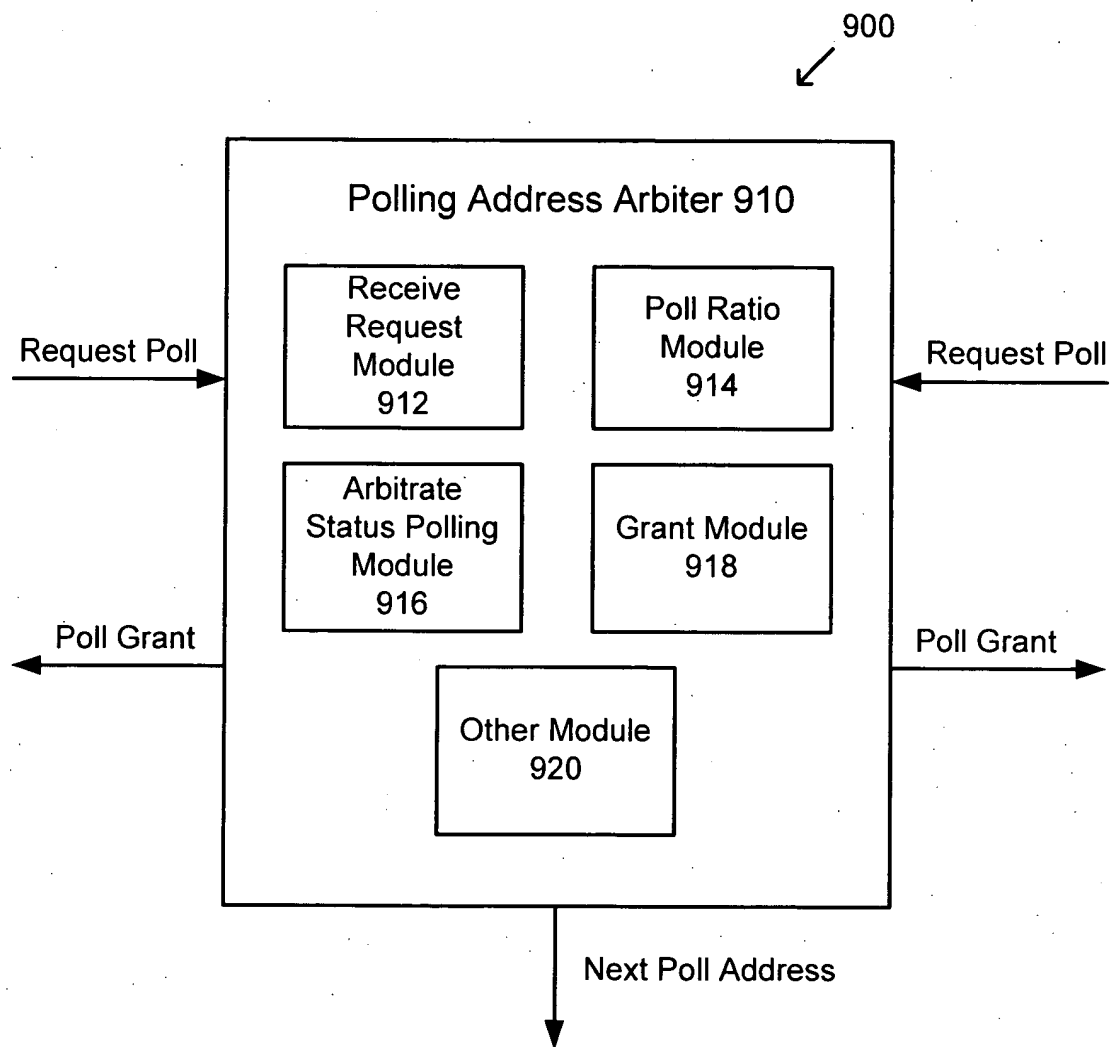 900
Polling Address Arbiter 910
Receive
Request
Module
912
Poll Ratio
Module
914
Request Poll
Request Poll
Arbitrate
Status Polling
Module
916
Grant Module
918
Poll Grant
Poll Grant
Other Module
920
Next Poll Address